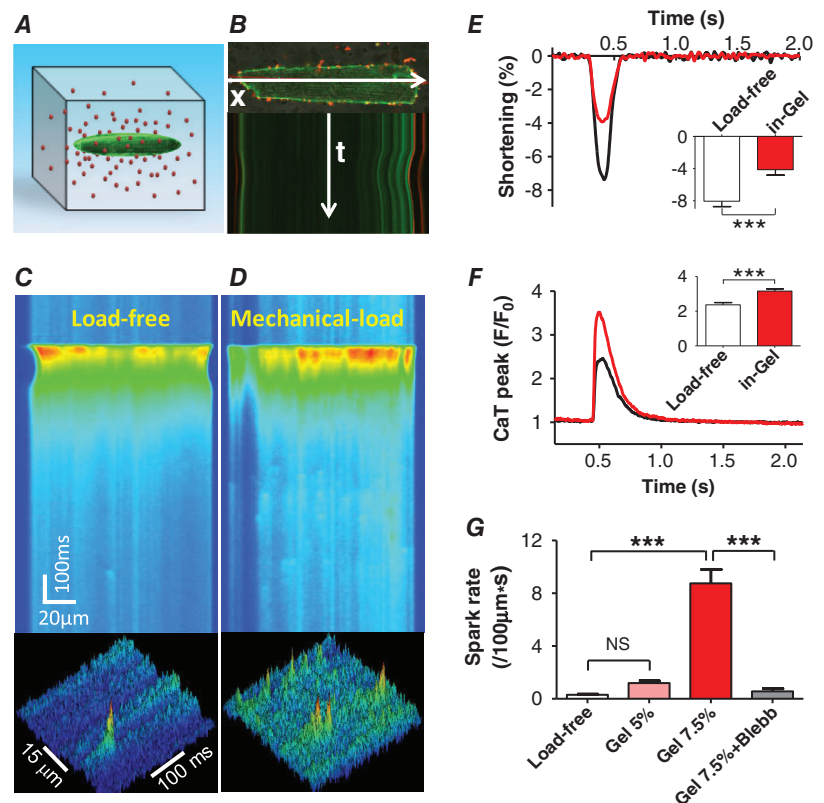 A
B
X
t
C
D
Load-free
Mechanical-load
100ms
20μm
15 μm
100 ms
E
Time (s)
0.5
1.0
1.5
2.0
0
-2
-4
-6
-8
Shortening (%)
Load-free
in-Gel
0
-4
-8
***
F
4
3
2
1
CaT peak (F/F0)
0.5
1.0
1.5
2.0
Time (s)
4
2
0
***
Load-free
in-Gel
G
12
8
4
0
Spark rate
(/100μm*s)
NS
***
***
Load-free
Gel 5%
Gel 7.5%
Gel 7.5%+Blebb